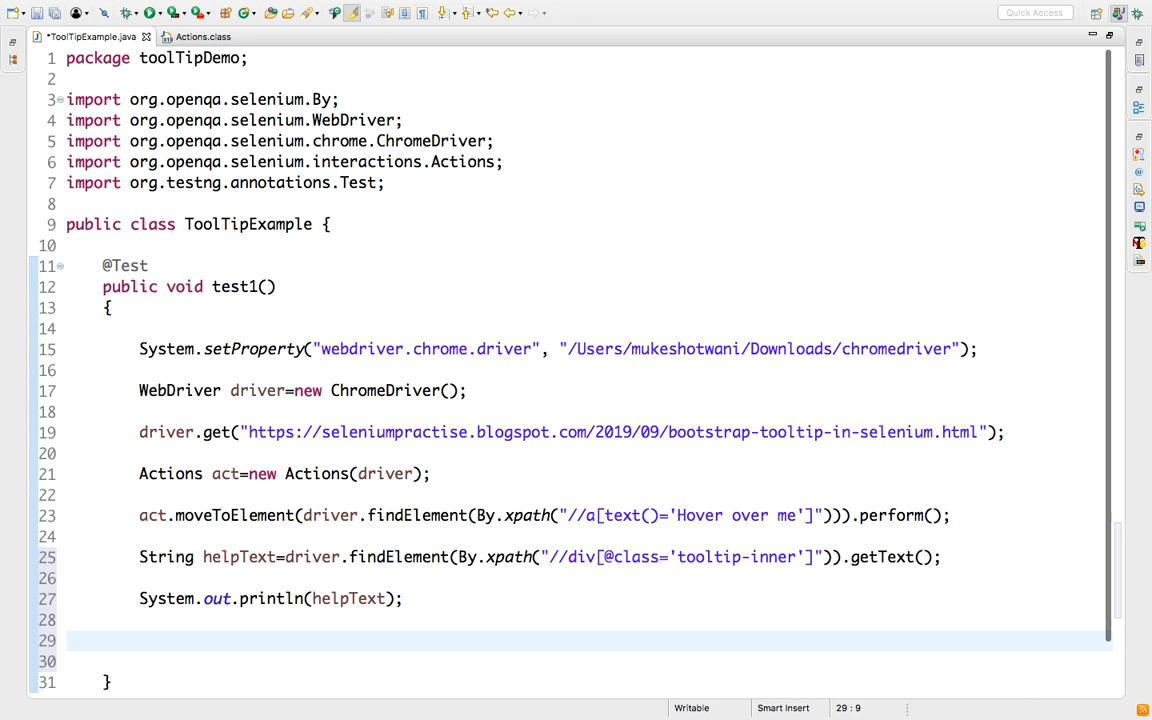 Quick Access
*ToolTipExample.java
Actions.class
1 package toolTipDemo;
2
3 import org.openqa.selenium.By;
4 import org.openqa.selenium.WebDriver;
5 import org.openqa.selenium.chrome.ChromeDriver;
6 import org.openqa.selenium.interactions.Actions;
7 import org.testng.annotations.Test;
8
9 public class ToolTipExample {
10
11 @Test
12 public void test1()
13 {
14
15 System.setProperty("webdriver.chrome.driver", "/Users/mukeshotwani/Downloads/chromedriver");
16
17 WebDriver driver=new ChromeDriver();
18
19 driver.get("https://seleniumpractise.blogspot.com/2019/09/bootstrap-tooltip-in-selenium.html");
20
21 Actions act=new Actions(driver);
22
23 act.moveToElement(driver.findElement(By.xpath("//a[text()='Hover over me']"))).perform();
24
25 String helpText=driver.findElement(By.xpath("//div[@class='tooltip-inner']")).getText();
26
27 System.out.println(helpText);
28
29
30
31 }
Writable
Smart Insert
29 : 9